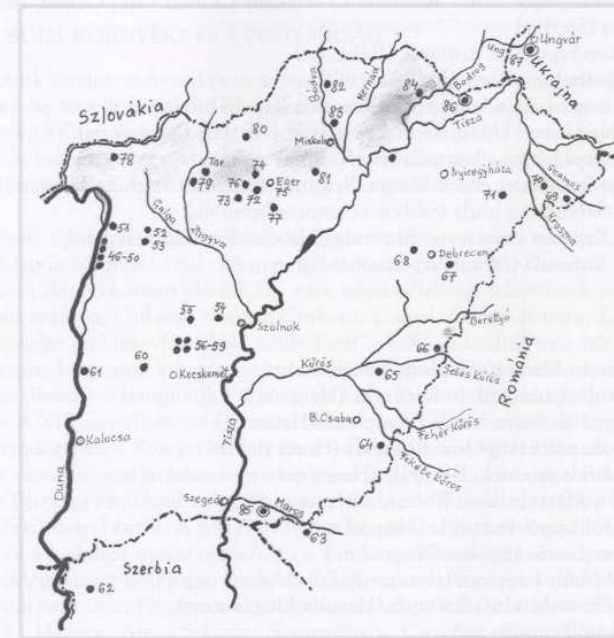 Ungvár
Ung
87
Ukrajna
Bodrog
86
Tisza
84
Bódva
82
Hernád
83
Miskolc
Szlovákia
80
78
Tar
79
74
76
Eger
75
73
72
77
81
Nyíregyháza
71
Szamos
70
69
Kraszna
Galga
Zagyva
51
52
53
46-50
68
Debrecen
67
55
54
Szolnok
56-59
Berettyó
66
Sebes Körös
Románia
60
61
Kecskemét
Körös
65
Kalocsa
B.Csaba
Fehér Körös
64
Fekete Körös
Duna
Tisza
Szeged
85
Maros
63
Szerbia
62